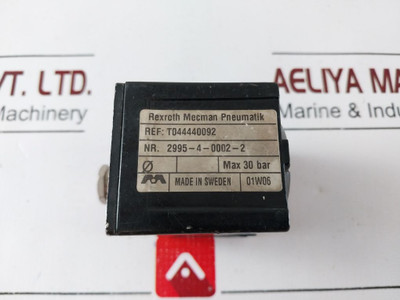 VT. LTD.
Machinery
AELIYA MA
Marine & Indu
Rexroth Mecman Pneumatik
REF: T044440092
NR. 2995-4-0002-2
Ø Max 30 bar
MADE IN SWEDEN 01W06